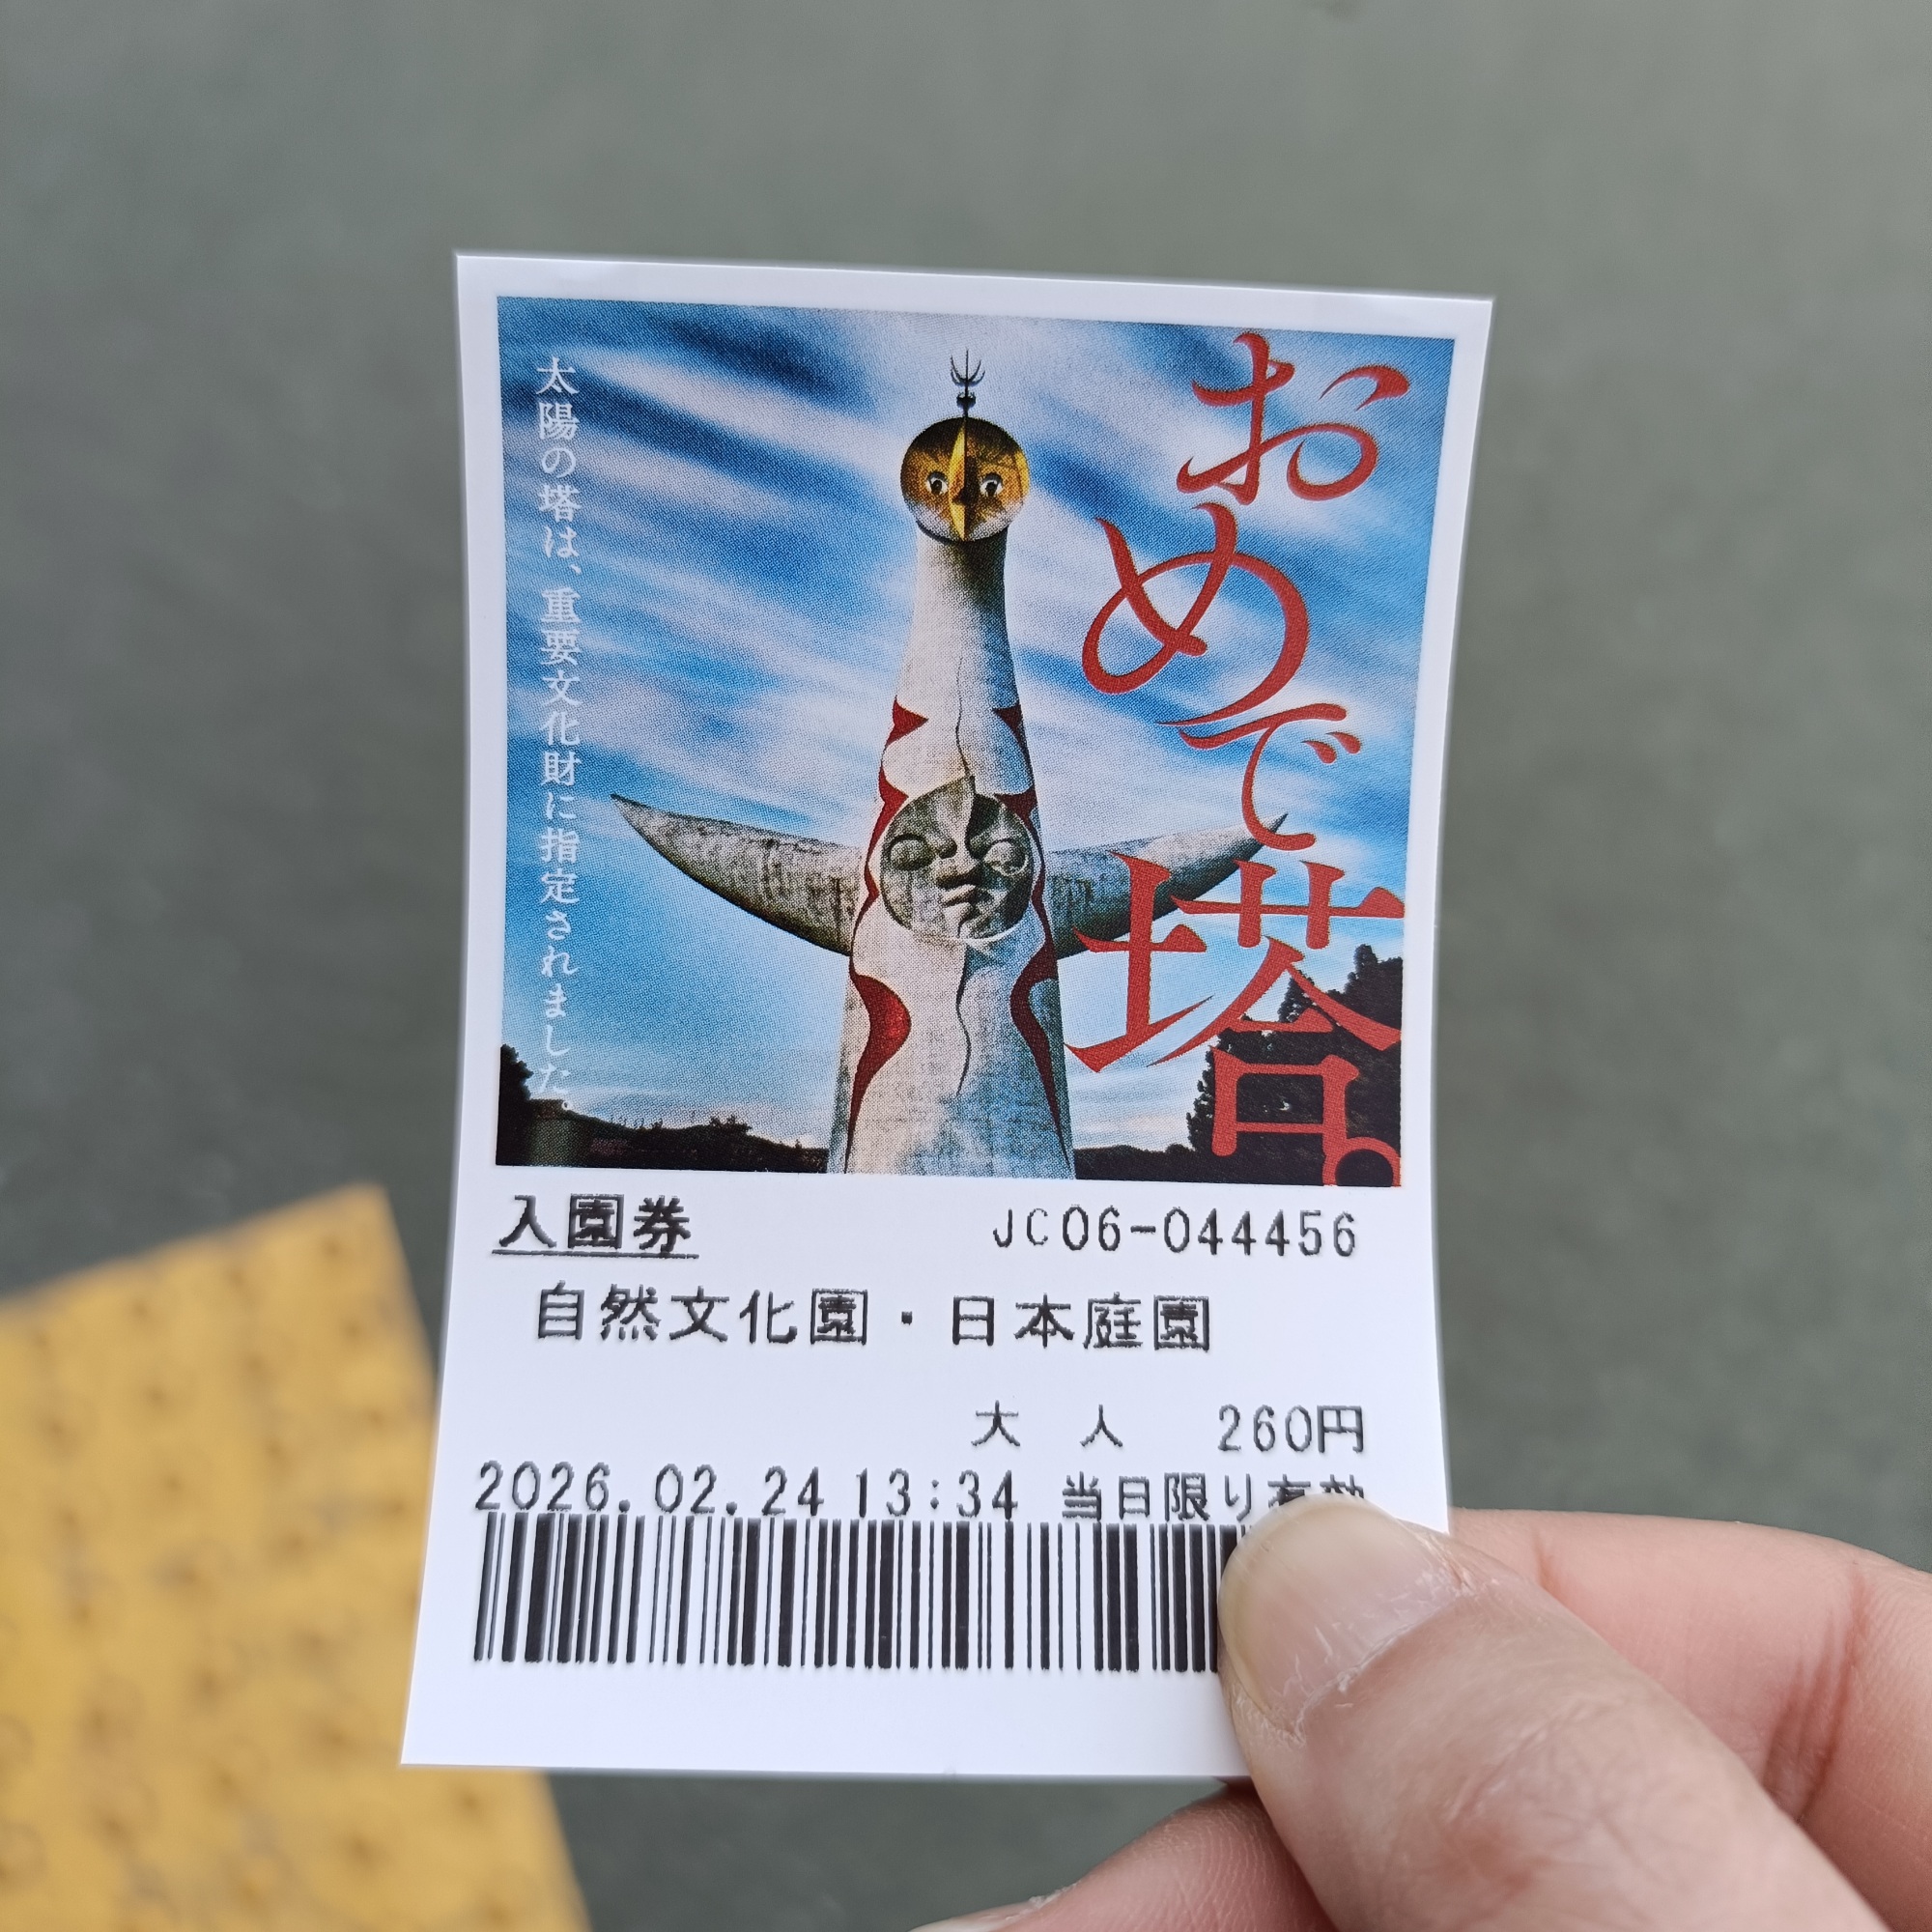 おめで塔。
太陽の塔は、重要文化財に指定されました。
入園券 JC06-044456
自然文化園・日本庭園
大 人 260円
2026.02.24 13:34 当日限り有効